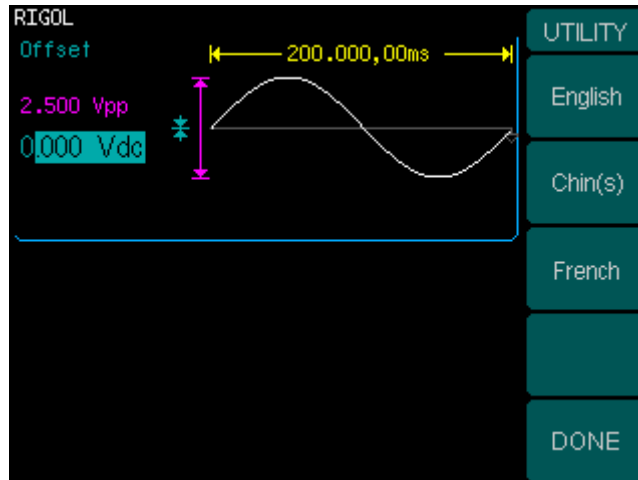 RIGOL
Offset
200.000,00ms
2.500 Vpp
0.000 Vdc
UTILITY
English
Chin(s)
French
DONE